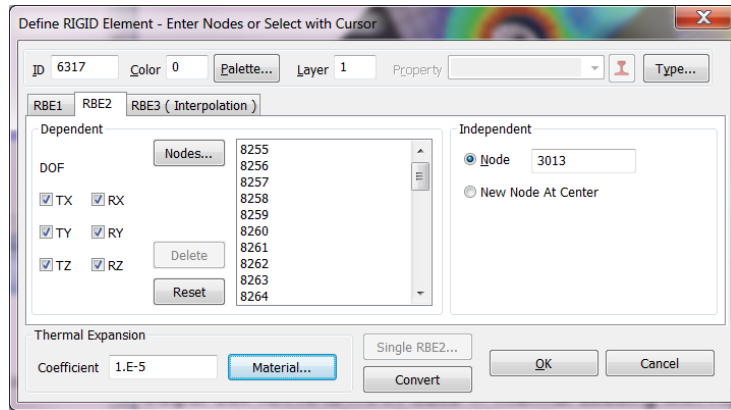 Define RIGID Element - Enter Nodes or Select with Cursor
ID 6317 Color 0 Palette... Layer 1 Property Type...
RBE1 RBE2 RBE3 ( Interpolation )
Dependent
DOF
TX RX
TY RY
TZ RZ
Nodes...
Delete
Reset
8255
8256
8257
8258
8259
8260
8261
8262
8263
8264
Independent
Node 3013
New Node At Center
Thermal Expansion
Coefficient 1.E-5 Material...
Single RBE2...
Convert
OK Cancel